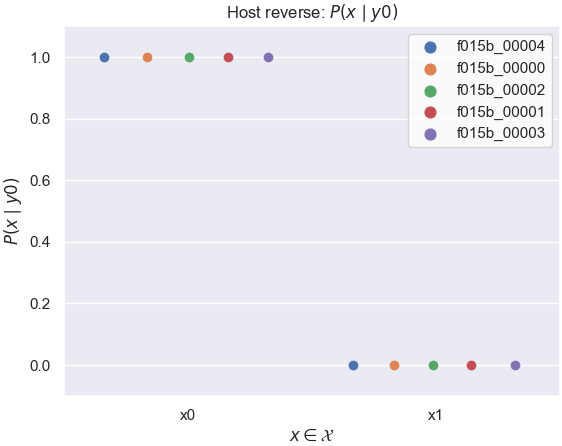 Host reverse: P(x | y0)
f015b_00004
f015b_00000
f015b_00002
f015b_00001
f015b_00003
P(x | y0)
1.0
0.8
0.6
0.4
0.2
0.0
x0 x1
x ∈ 𝒳